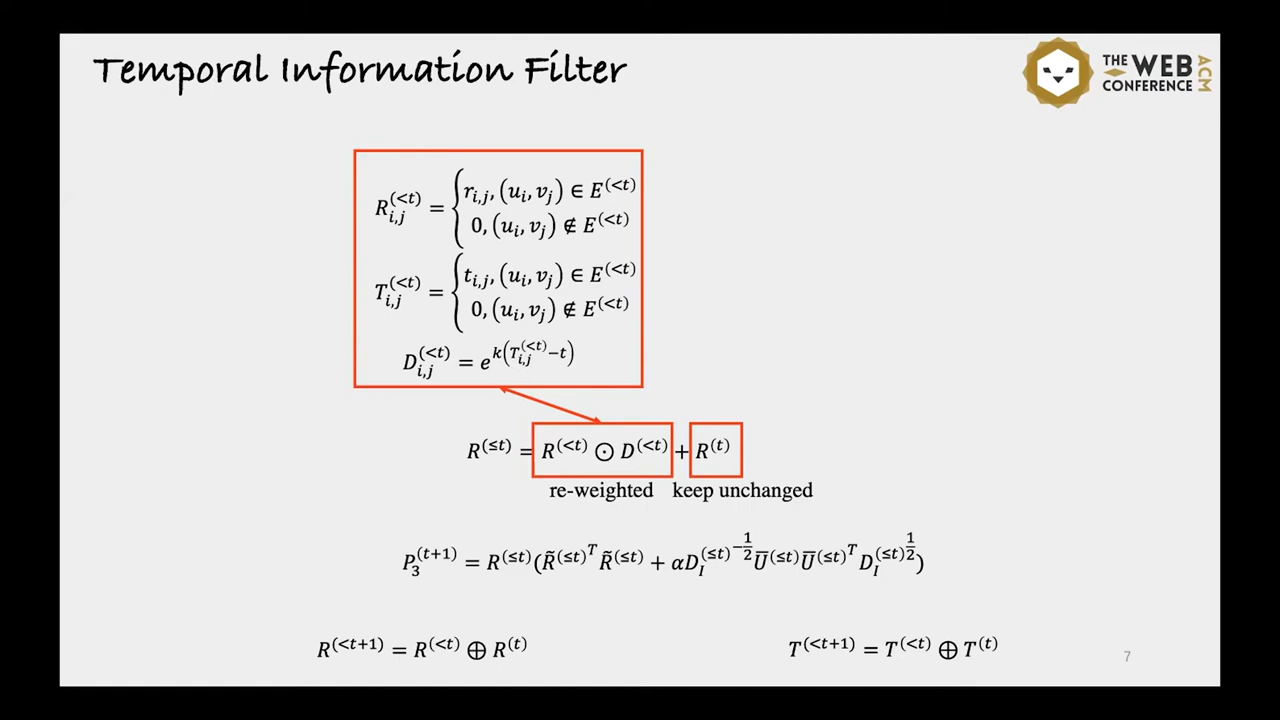 Temporal Information Filter
THE WEB CONFERENCE ACM
R_{i,j}^{(<t)} = { r_{i,j}, (u_i, v_j) ∈ E^{(<t)}
0, (u_i, v_j) ∉ E^{(<t)}
T_{i,j}^{(<t)} = { t_{i,j}, (u_i, v_j) ∈ E^{(<t)}
0, (u_i, v_j) ∉ E^{(<t)}
D_{i,j}^{(<t)} = e^{k(T_{i,j}^{(<t)}−t)}
R^{(≤t)} = R^{(<t)} ⊙ D^{(<t)} + R^{(t)}
re-weighted keep unchanged
P_3^{(t+1)} = R^{(≤t)}(R̃^{(≤t)^T} R̃^{(≤t)} + αD_I^{(≤t)−\frac{1}{2}} U̅^{(≤t)} U̅^{(≤t)^T} D_I^{(≤t)\frac{1}{2}})
R^{(<t+1)} = R^{(<t)} ⊕ R^{(t)} T^{(<t+1)} = T^{(<t)} ⊕ T^{(t)}
7